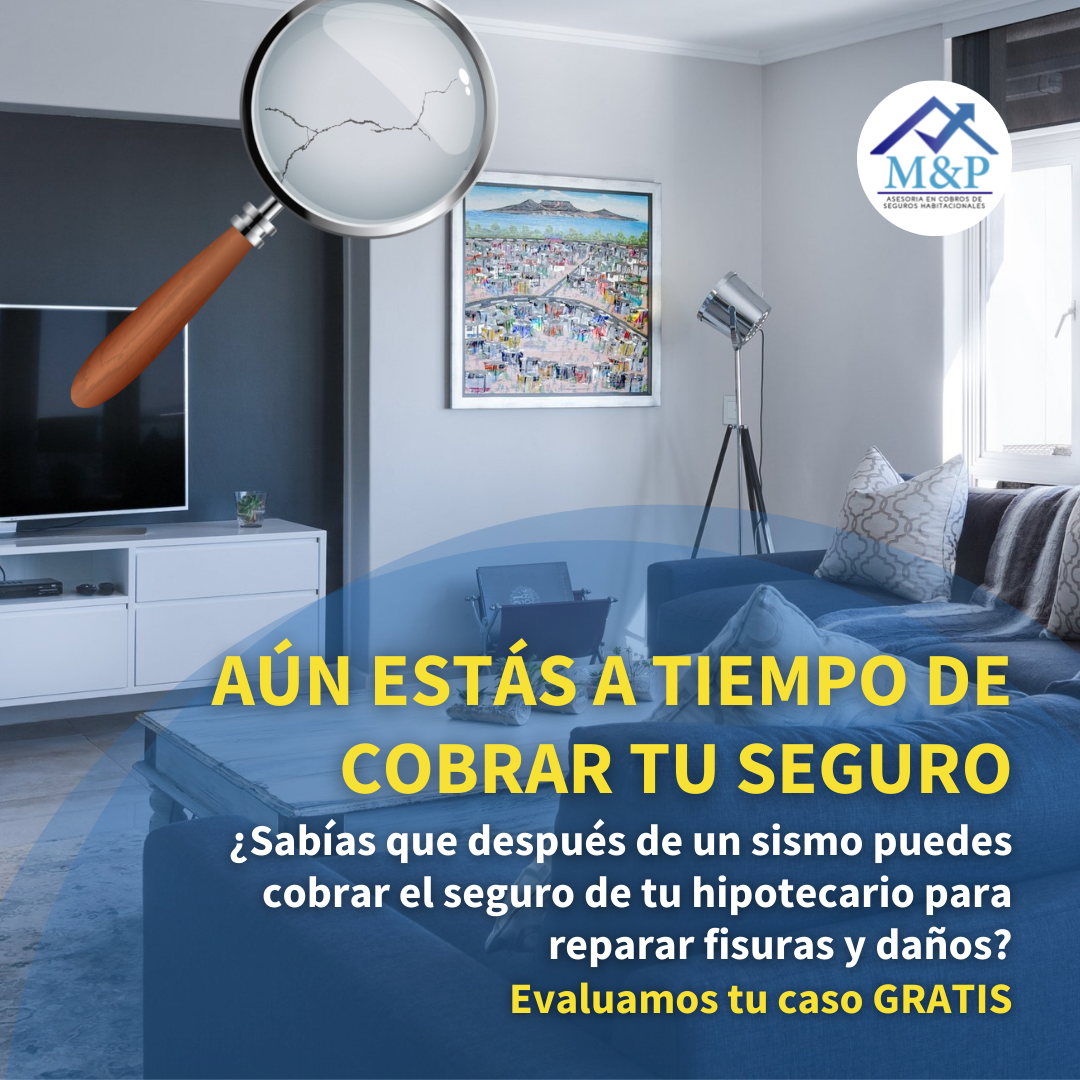 M&P
ASESORIA EN COBROS DE
SEGUROS HABITACIONALES
AÚN ESTÁS A TIEMPO DE
COBRAR TU SEGURO
¿Sabías que después de un sismo puedes
cobrar el seguro de tu hipotecario para
reparar fisuras y daños?
Evaluamos tu caso GRATIS